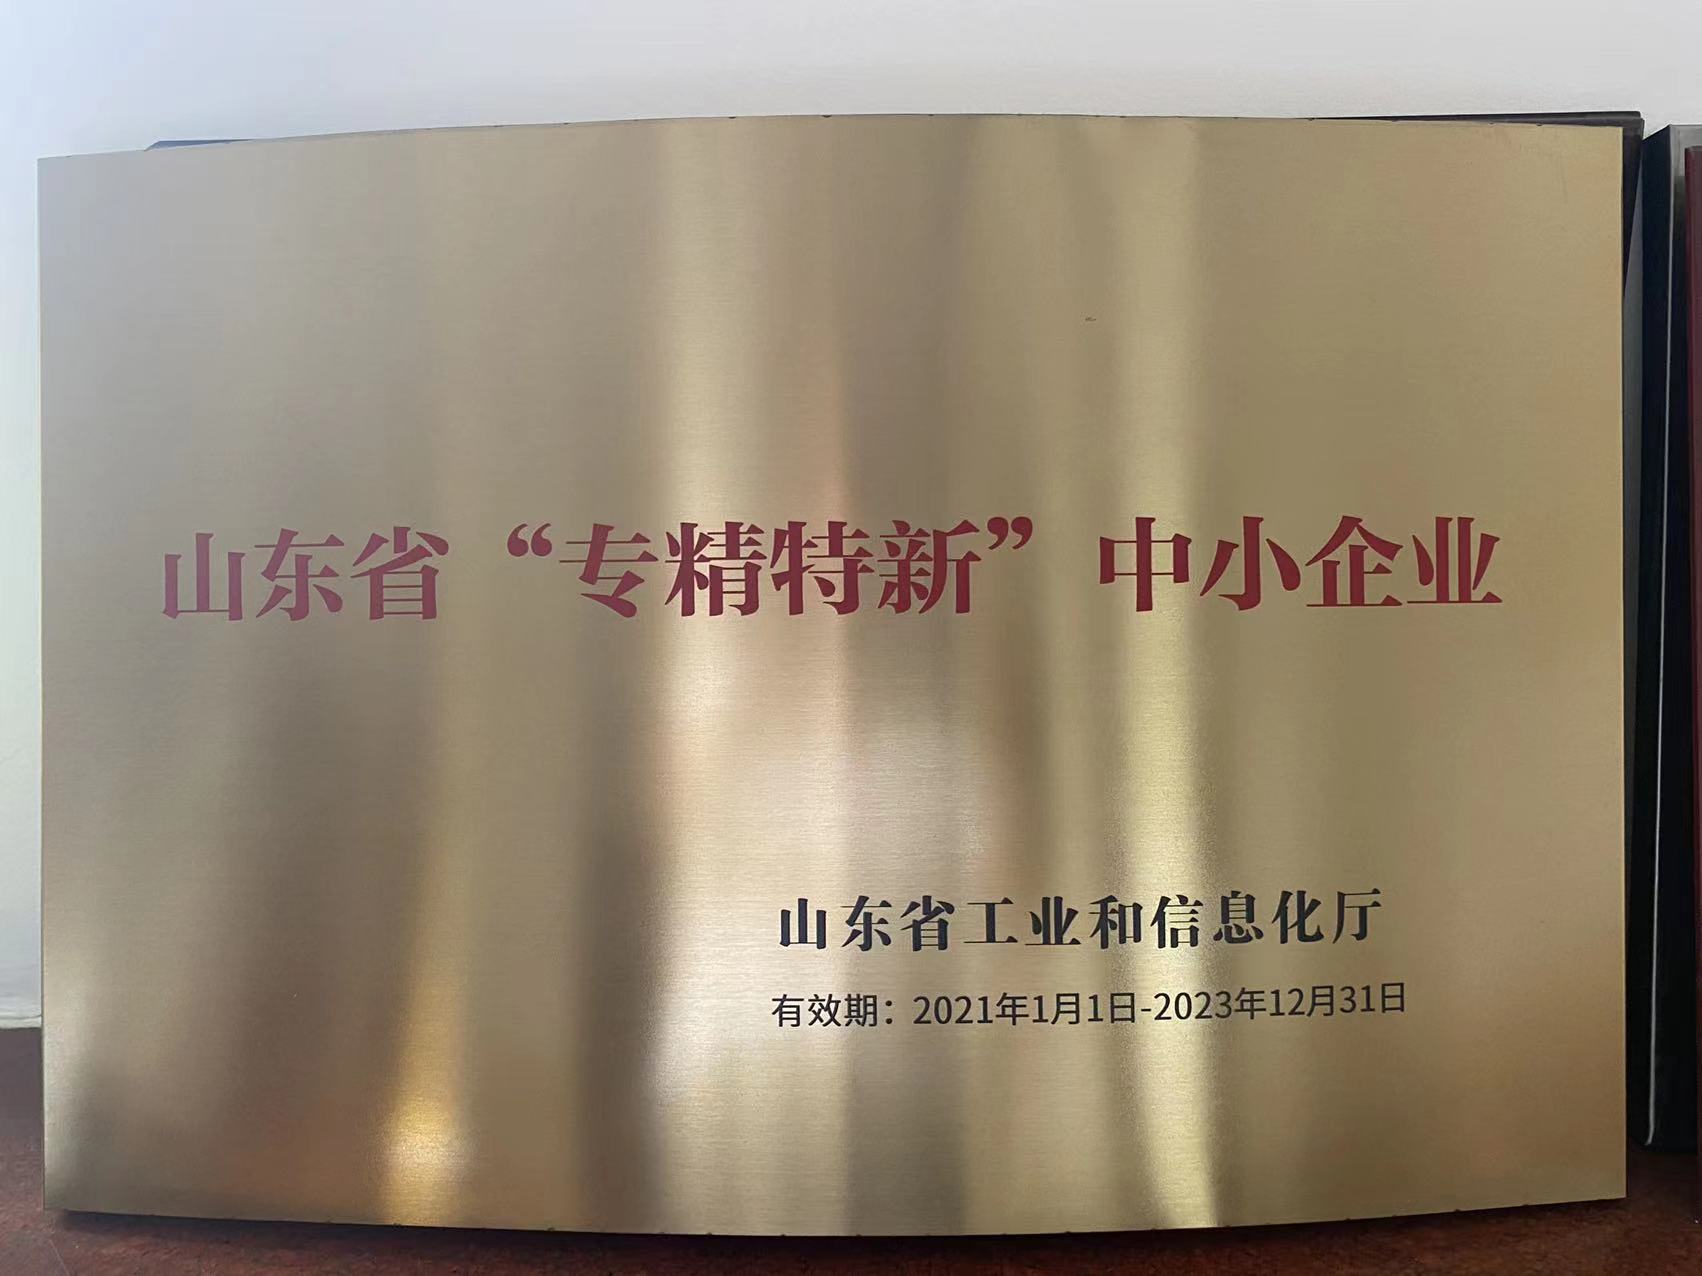 山东省“专精特新”中小企业
山东省工业和信息化厅
有效期：2021年1月1日-2023年12月31日